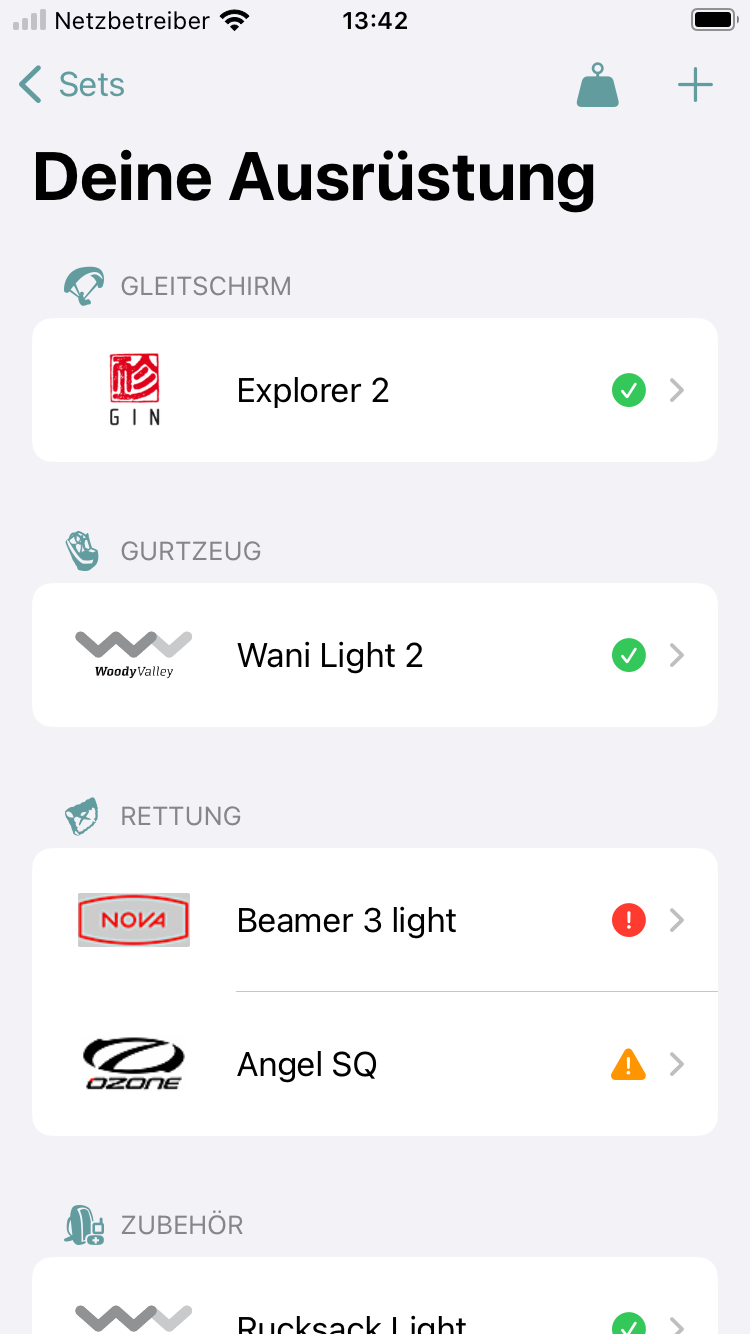 Netzbetreiber 13:42
Sets
Deine Ausrüstung
GLEITSCHIRM
GIN
Explorer 2
GURTZEUG
WoodyValley
Wani Light 2
RETTUNG
NOVA
Beamer 3 light
OZONE
Angel SQ
ZUBEHÖR
Rucksack Light